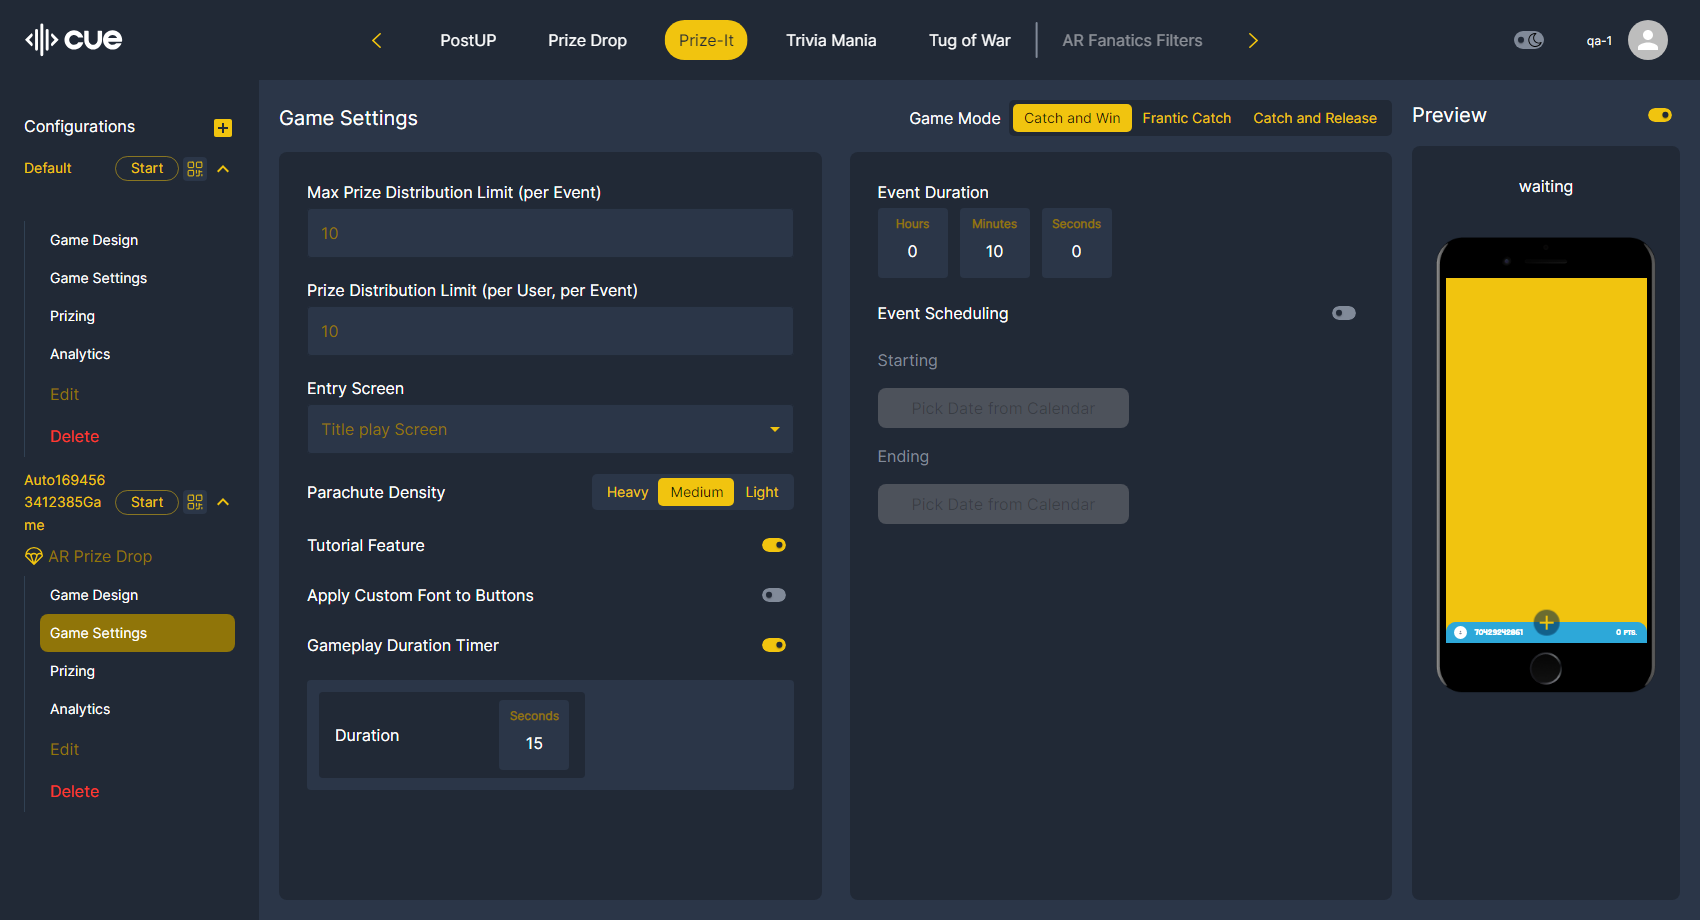 cue
PostUP
Prize Drop
Prize-It
Trivia Mania
Tug of War
AR Fanatics Filters
qa-1
Configurations
Default
Start
Game Design
Game Settings
Prizing
Analytics
Edit
Delete
Auto169456
3412385Ga
me
Start
AR Prize Drop
Game Design
Game Settings
Prizing
Analytics
Edit
Delete
Game Settings
Game Mode
Catch and Win
Frantic Catch
Catch and Release
Max Prize Distribution Limit (per Event)
10
Prize Distribution Limit (per User, per Event)
10
Entry Screen
Title play Screen
Parachute Density
Heavy
Medium
Light
Tutorial Feature
Apply Custom Font to Buttons
Gameplay Duration Timer
Duration
Seconds
15
Event Duration
Hours
0
Minutes
10
Seconds
0
Event Scheduling
Starting
Pick Date from Calendar
Ending
Pick Date from Calendar
Preview
waiting
70429242861
0 PTS.